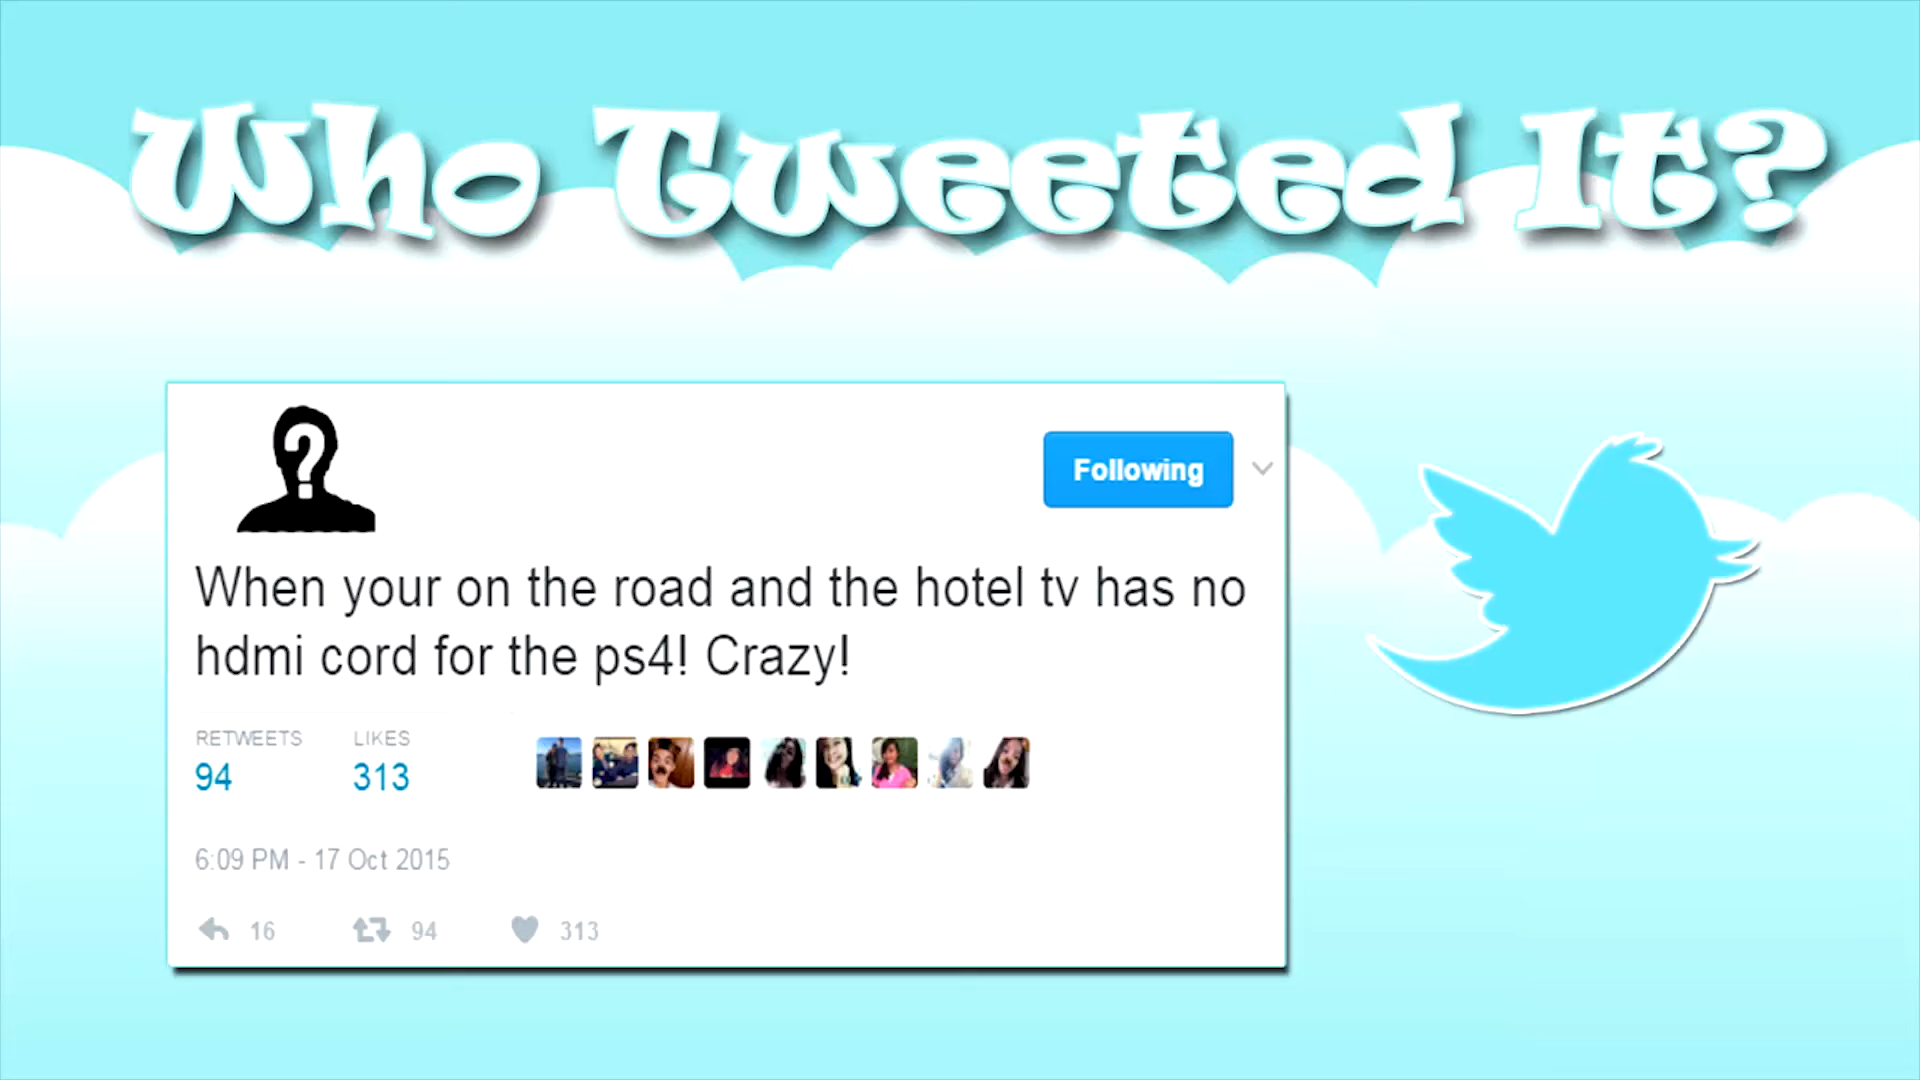 Who Tweeted It?
?
Following
When your on the road and the hotel tv has no
hdmi cord for the ps4! Crazy!
RETWEETS LIKES
94 313
6:09 PM - 17 Oct 2015
16 94 313